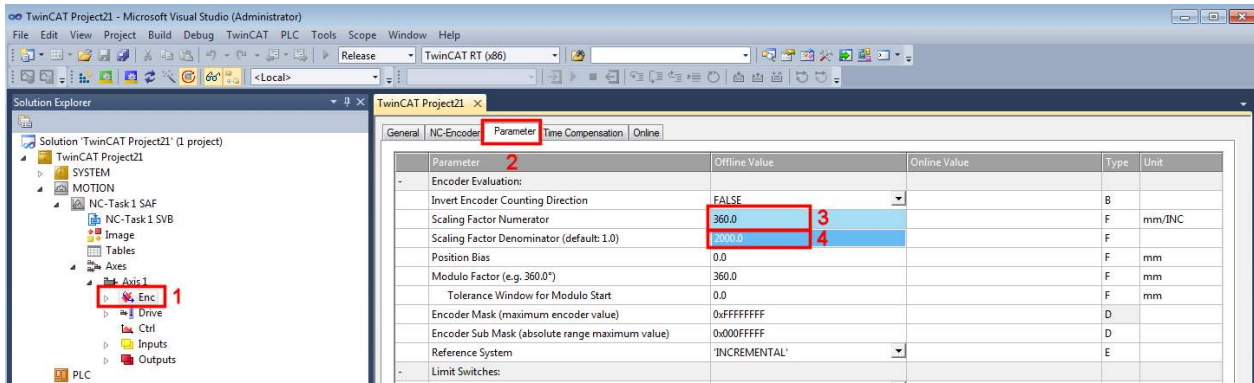 TwinCAT Project21 - Microsoft Visual Studio (Administrator)
File Edit View Project Build Debug TwinCAT PLC Tools Scope Window Help
Release TwinCAT RT (x86)
<Local>
Solution Explorer
TwinCAT Project21
General NC-Encoder Parameter Time Compensation Online
Solution 'TwinCAT Project21' (1 project)
TwinCAT Project21
SYSTEM
MOTION
NC-Task 1 SAF
NC-Task 1 SVB
Image
Tables
Axes
Axis 1
Enc 1
Drive
Ctrl
Inputs
Outputs
PLC
Parameter 2 Offline Value Online Value Type Unit
- Encoder Evaluation:
Invert Encoder Counting Direction FALSE B
Scaling Factor Numerator 360.0 3 F mm/INC
Scaling Factor Denominator (default: 1.0) 2000.0 4 F
Position Bias 0.0 F mm
Modulo Factor (e.g. 360.0°) 360.0 F mm
Tolerance Window for Modulo Start 0.0 F mm
Encoder Mask (maximum encoder value) 0xFFFFFFFF D
Encoder Sub Mask (absolute range maximum value) 0x000FFFFF D
Reference System 'INCREMENTAL' E
- Limit Switches: